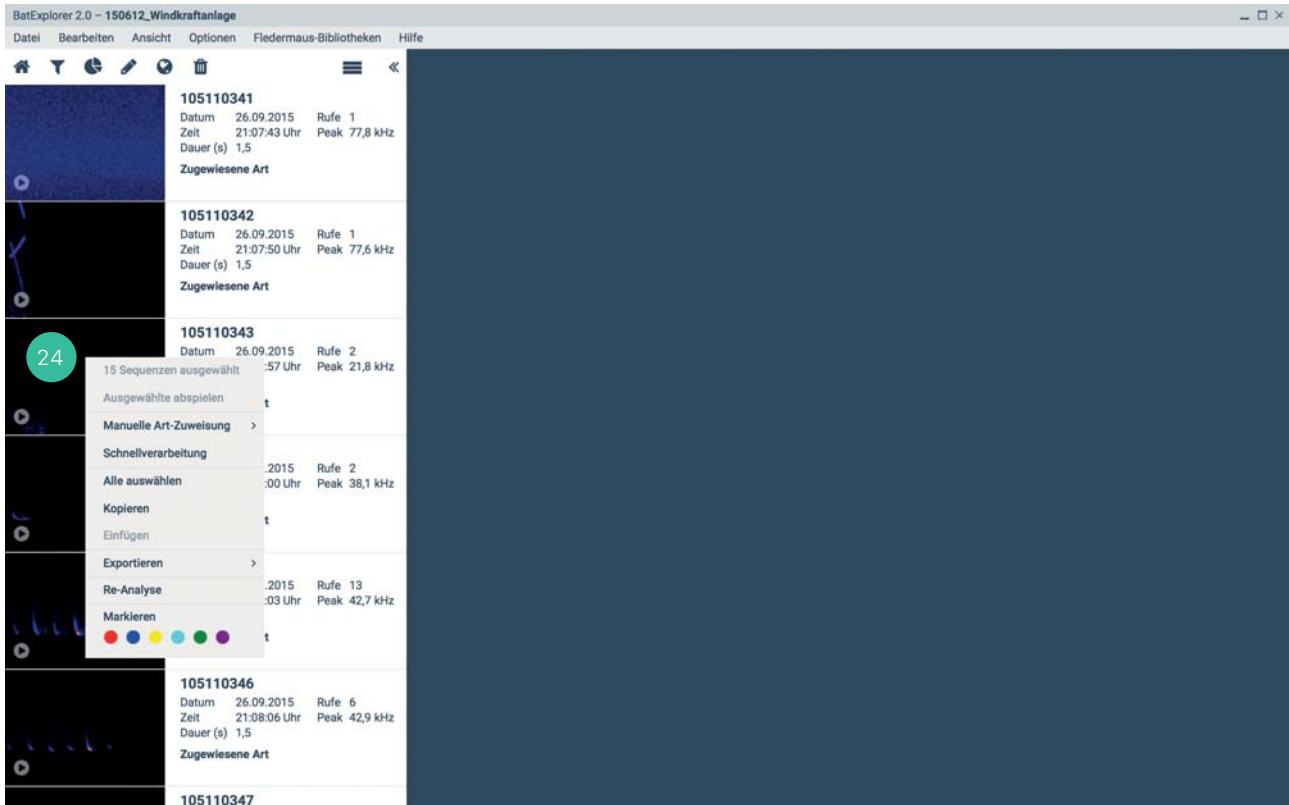 BatExplorer 2.0 – 150612_Windkraftanlage
Datei Bearbeiten Ansicht Optionen Fledermaus-Bibliotheken Hilfe
105110341
Datum 26.09.2015 Rufe 1
Zeit 21:07:43 Uhr Peak 77,8 kHz
Dauer (s) 1,5
Zugewiesene Art
105110342
Datum 26.09.2015 Rufe 1
Zeit 21:07:50 Uhr Peak 77,6 kHz
Dauer (s) 1,5
Zugewiesene Art
105110343
Datum 26.09.2015 Rufe 2
:57 Uhr Peak 21,8 kHz
t
24
15 Sequenzen ausgewählt
Ausgewählte abspielen
Manuelle Art-Zuweisung
Schnellverarbeitung
Alle auswählen
Kopieren
Einfügen
Exportieren
Re-Analyse
Markieren
.2015 Rufe 2
:00 Uhr Peak 38,1 kHz
t
.2015 Rufe 13
:03 Uhr Peak 42,7 kHz
t
105110346
Datum 26.09.2015 Rufe 6
Zeit 21:08:06 Uhr Peak 42,9 kHz
Dauer (s) 1,5
Zugewiesene Art
105110347